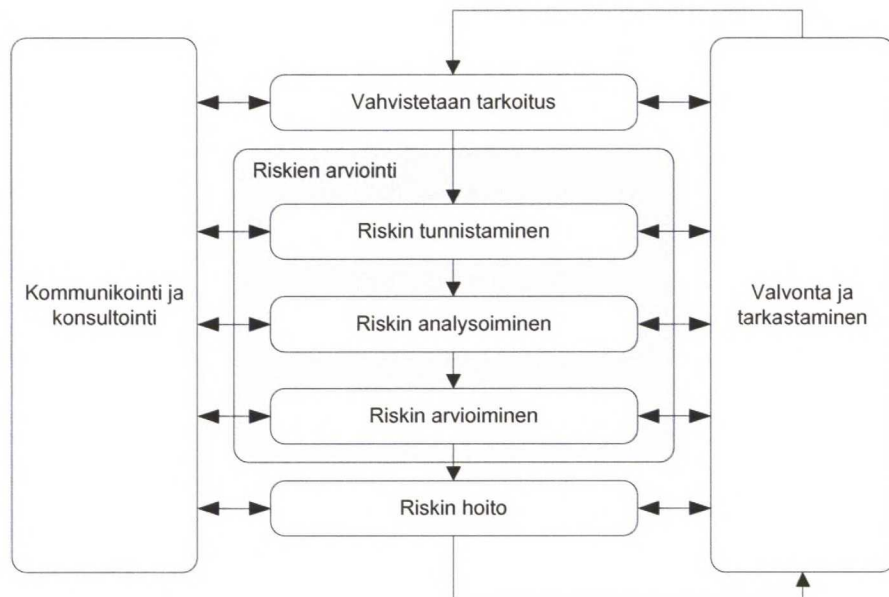 Vahvistetaan tarkoitus
Riskien arviointi
Riskin tunnistaminen
Kommunikointi ja
konsultointi
Riskin analysoiminen
Valvonta ja
tarkastaminen
Riskin arvioiminen
Riskin hoito